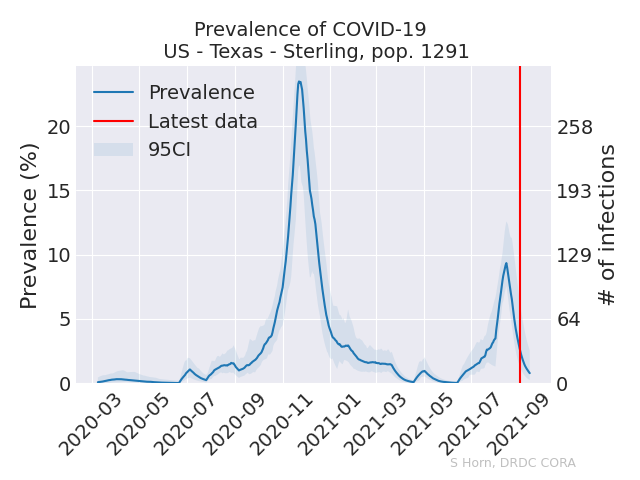 Prevalence of COVID-19
US - Texas - Sterling, pop. 1291
Prevalence
Latest data
95CI
Prevalence (%)
20
15
10
5
0
258
193
129
64
0
# of infections
2020-03
2020-05
2020-07
2020-09
2020-11
2021-01
2021-03
2021-05
2021-07
2021-09
S Horn, DRDC CORA